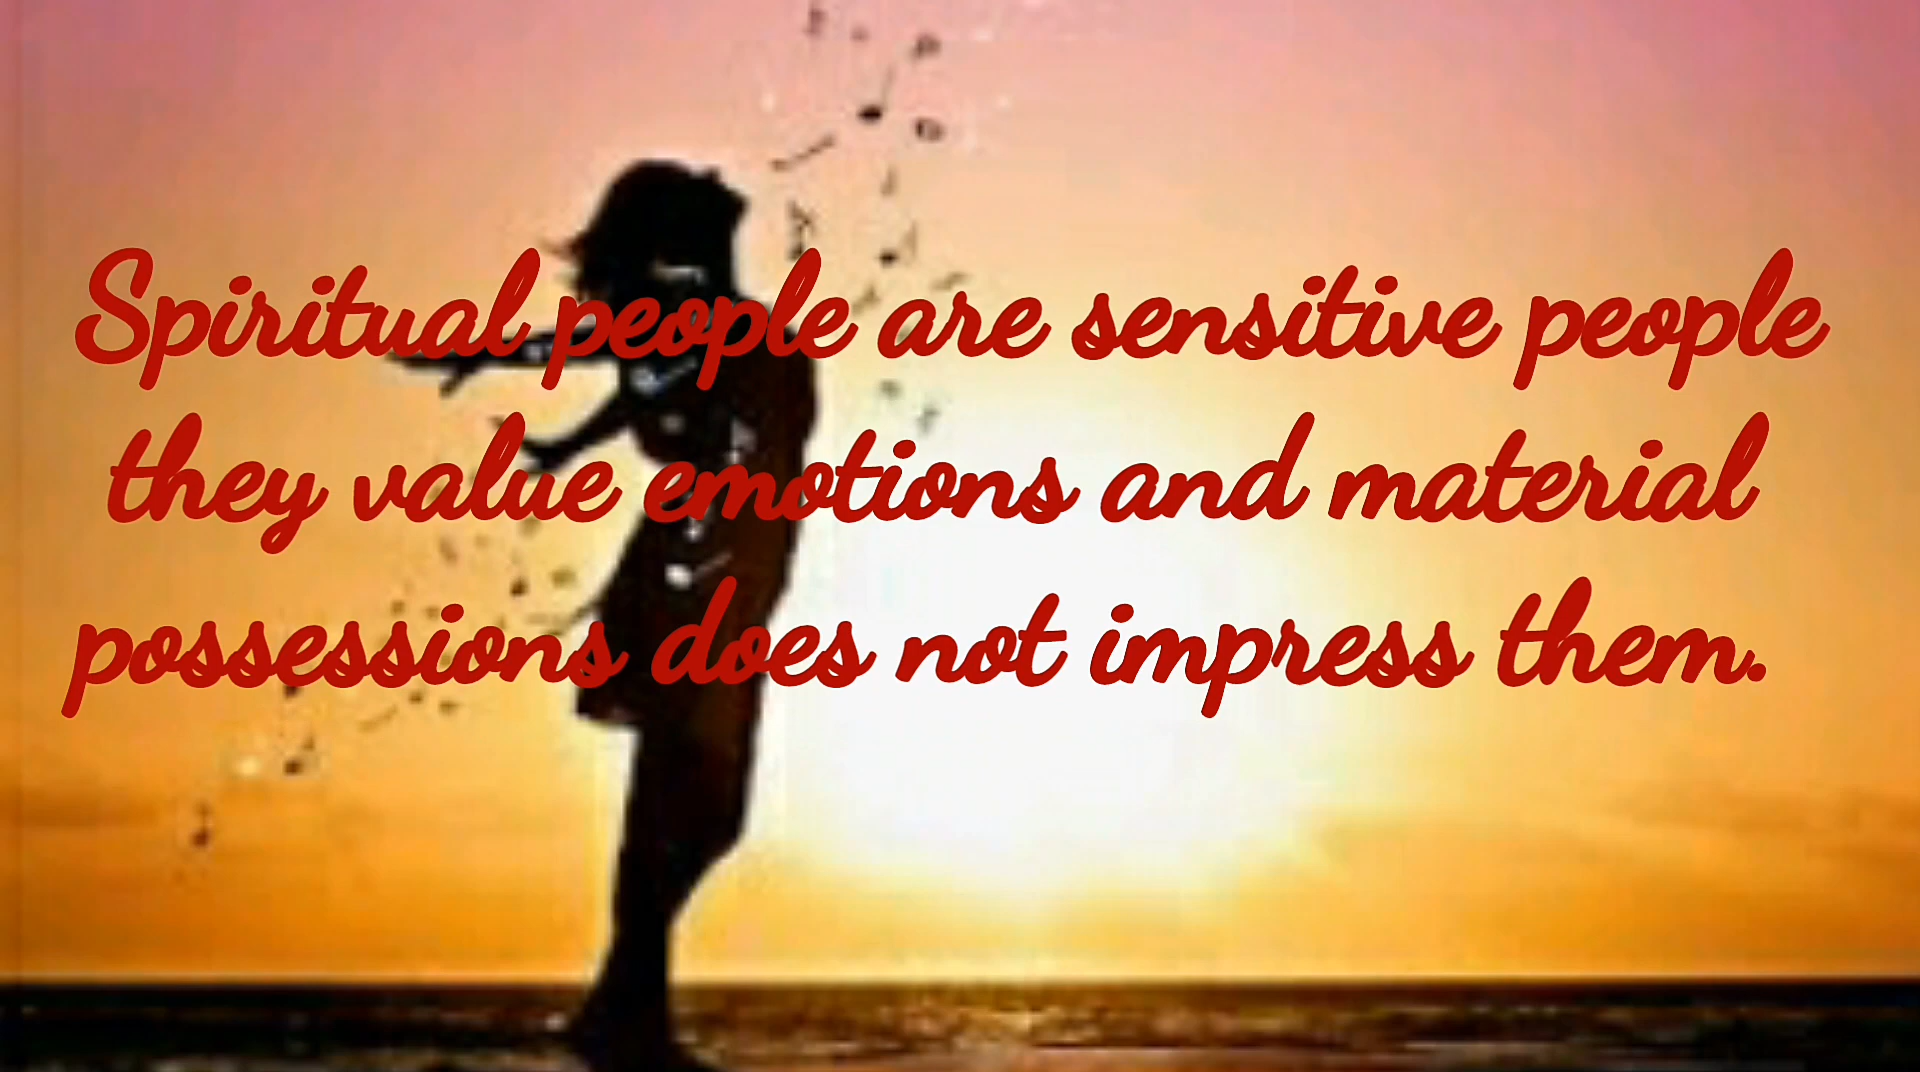 Spiritual people are sensitive people
they value emotions and material
possessions does not impress them.